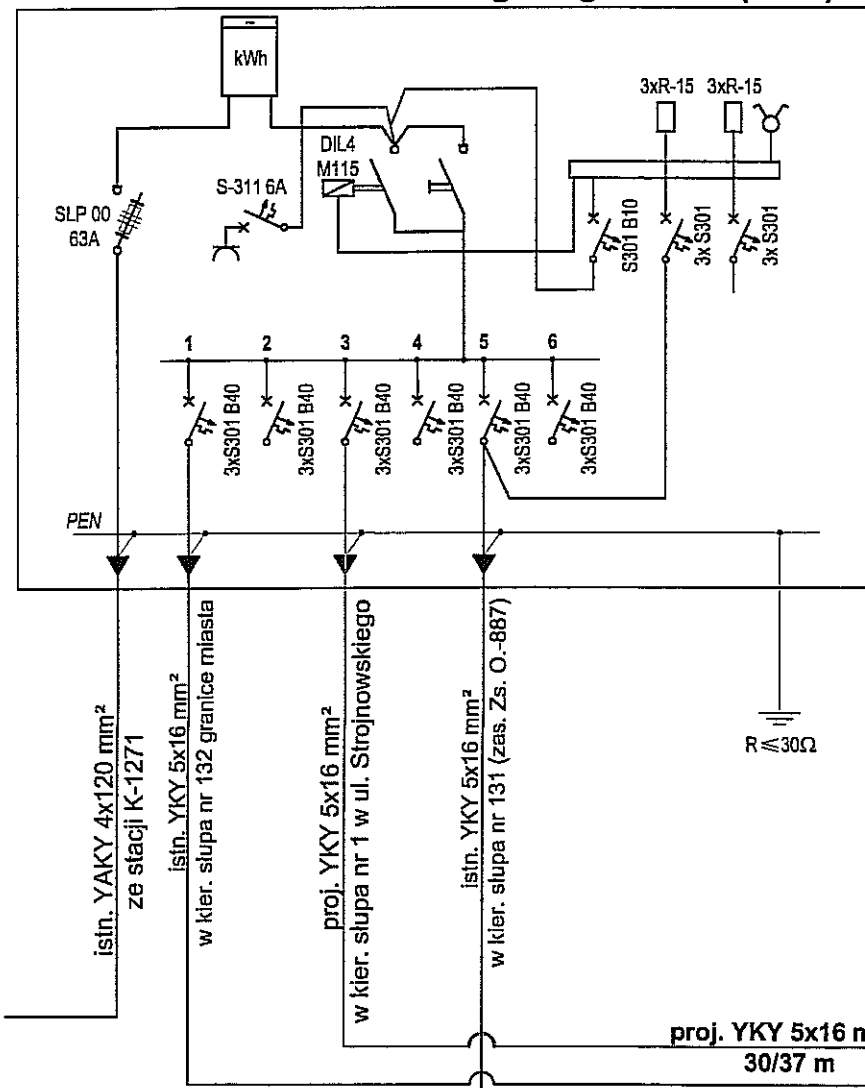 kWh
3xR-15 3xR-15
DIL4
M115
S-311 6A
SLP 00
63A
S301 B10
3x S301
3x S301
1 2 3 4 5 6
3xS301 B40
3xS301 B40
3xS301 B40
3xS301 B40
3xS301 B40
3xS301 B40
PEN
istn. YAKY 4x120 mm²
ze stacji K-1271
istn. YKY 5x16 mm²
w kier. słupa nr 132 granice miasta
proj. YKY 5x16 mm²
w kier. słupa nr 1 w ul. Strojnowskiego
istn. YKY 5x16 mm²
w kier. słupa nr 131 (zas. Zs. O.-887)
R⩽30Ω
proj. YKY 5x16 m
30/37 m